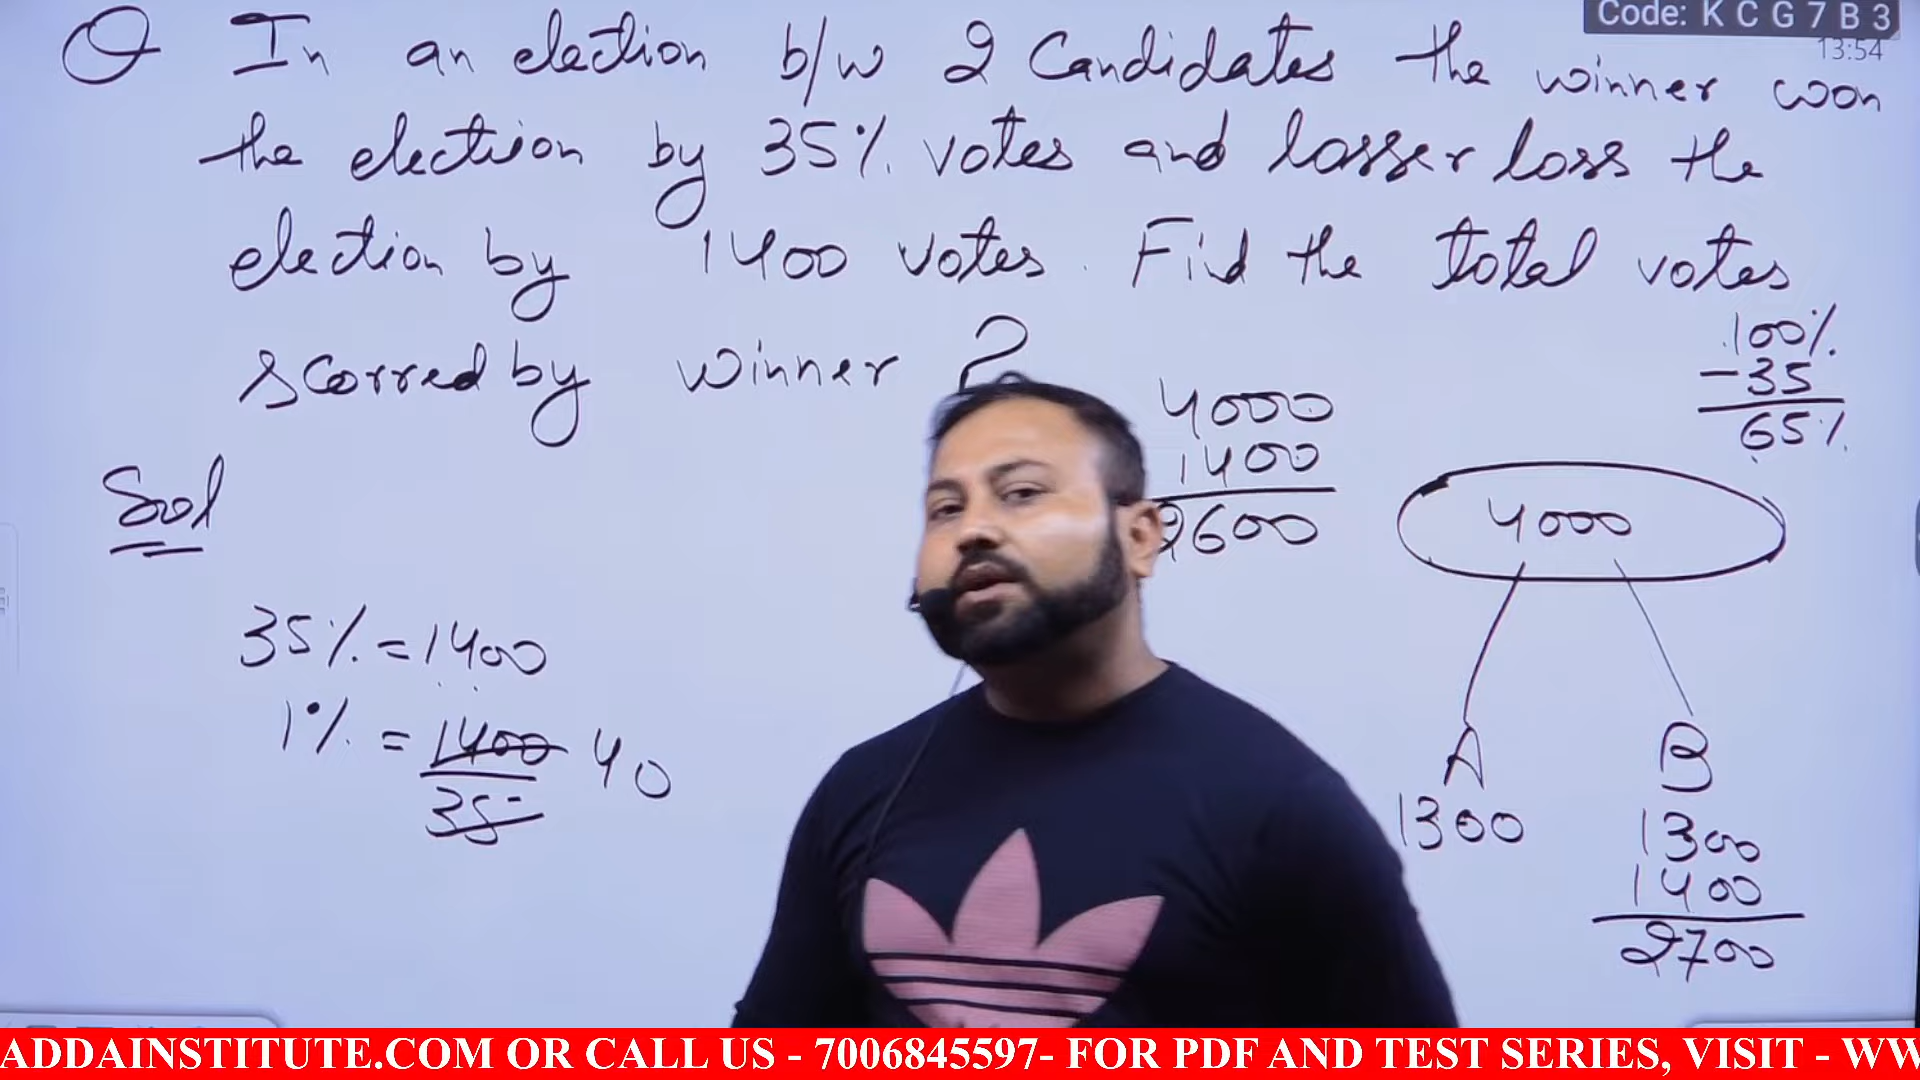 Code: K C G 7 B 3
13:54
Q In an election b/w 2 Candidates the winner won
the election by 35% votes and losser loss the
election by 1400 votes. Find the total votes
scorred by winner ?
100%
-35
65%
4000
1400
2600
4000
Sol
35% = 1400
1% = 1400 40
35
A B
1300 1300
1400
2700
ADDAINSTITUTE.COM OR CALL US - 7006845597- FOR PDF AND TEST SERIES, VISIT - WW